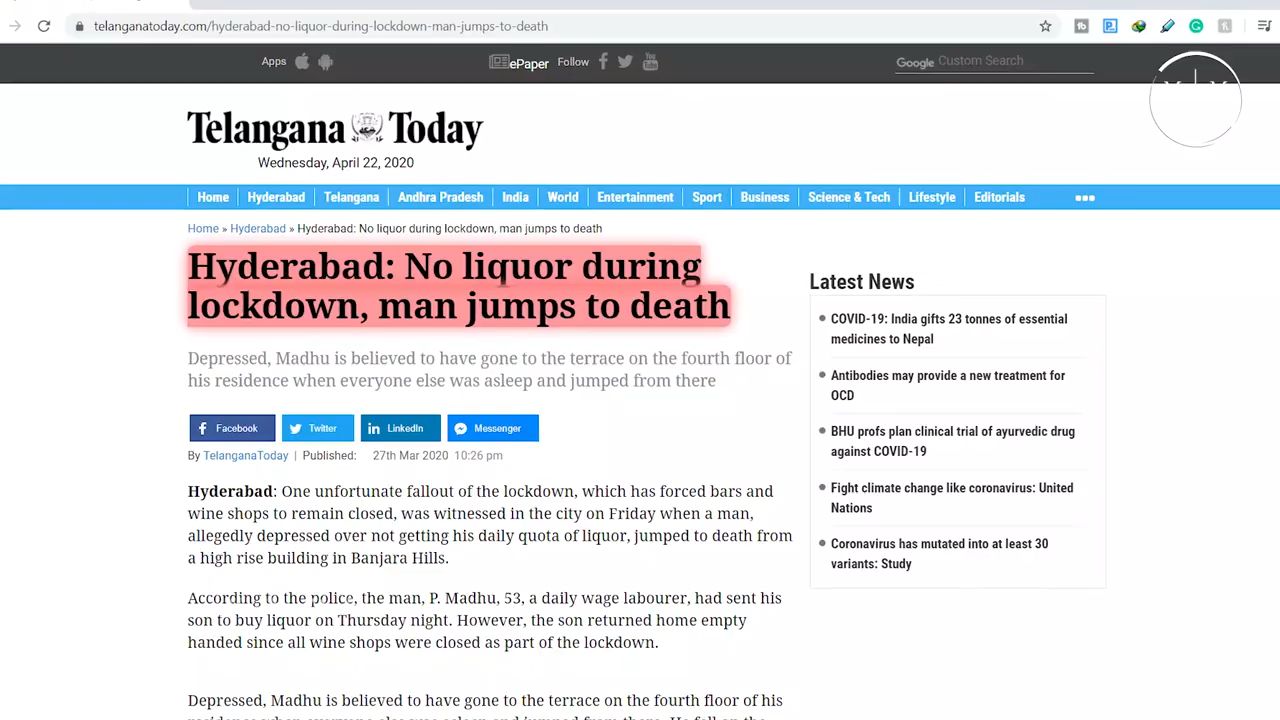 telanganatoday.com/hyderabad-no-liquor-during-lockdown-man-jumps-to-death
Apps
ePaper Follow
You Tube
Google Custom Search
Telangana Today
Wednesday, April 22, 2020
Home Hyderabad Telangana Andhra Pradesh India World Entertainment Sport Business Science & Tech Lifestyle Editorials
Home » Hyderabad » Hyderabad: No liquor during lockdown, man jumps to death
Hyderabad: No liquor during
lockdown, man jumps to death
Depressed, Madhu is believed to have gone to the terrace on the fourth floor of
his residence when everyone else was asleep and jumped from there
Facebook Twitter LinkedIn Messenger
By TelanganaToday | Published: 27th Mar 2020 10:26 pm
Hyderabad: One unfortunate fallout of the lockdown, which has forced bars and
wine shops to remain closed, was witnessed in the city on Friday when a man,
allegedly depressed over not getting his daily quota of liquor, jumped to death from
a high rise building in Banjara Hills.
According to the police, the man, P. Madhu, 53, a daily wage labourer, had sent his
son to buy liquor on Thursday night. However, the son returned home empty
handed since all wine shops were closed as part of the lockdown.
Depressed, Madhu is believed to have gone to the terrace on the fourth floor of his
Latest News
COVID-19: India gifts 23 tonnes of essential
medicines to Nepal
Antibodies may provide a new treatment for
OCD
BHU profs plan clinical trial of ayurvedic drug
against COVID-19
Fight climate change like coronavirus: United
Nations
Coronavirus has mutated into at least 30
variants: Study